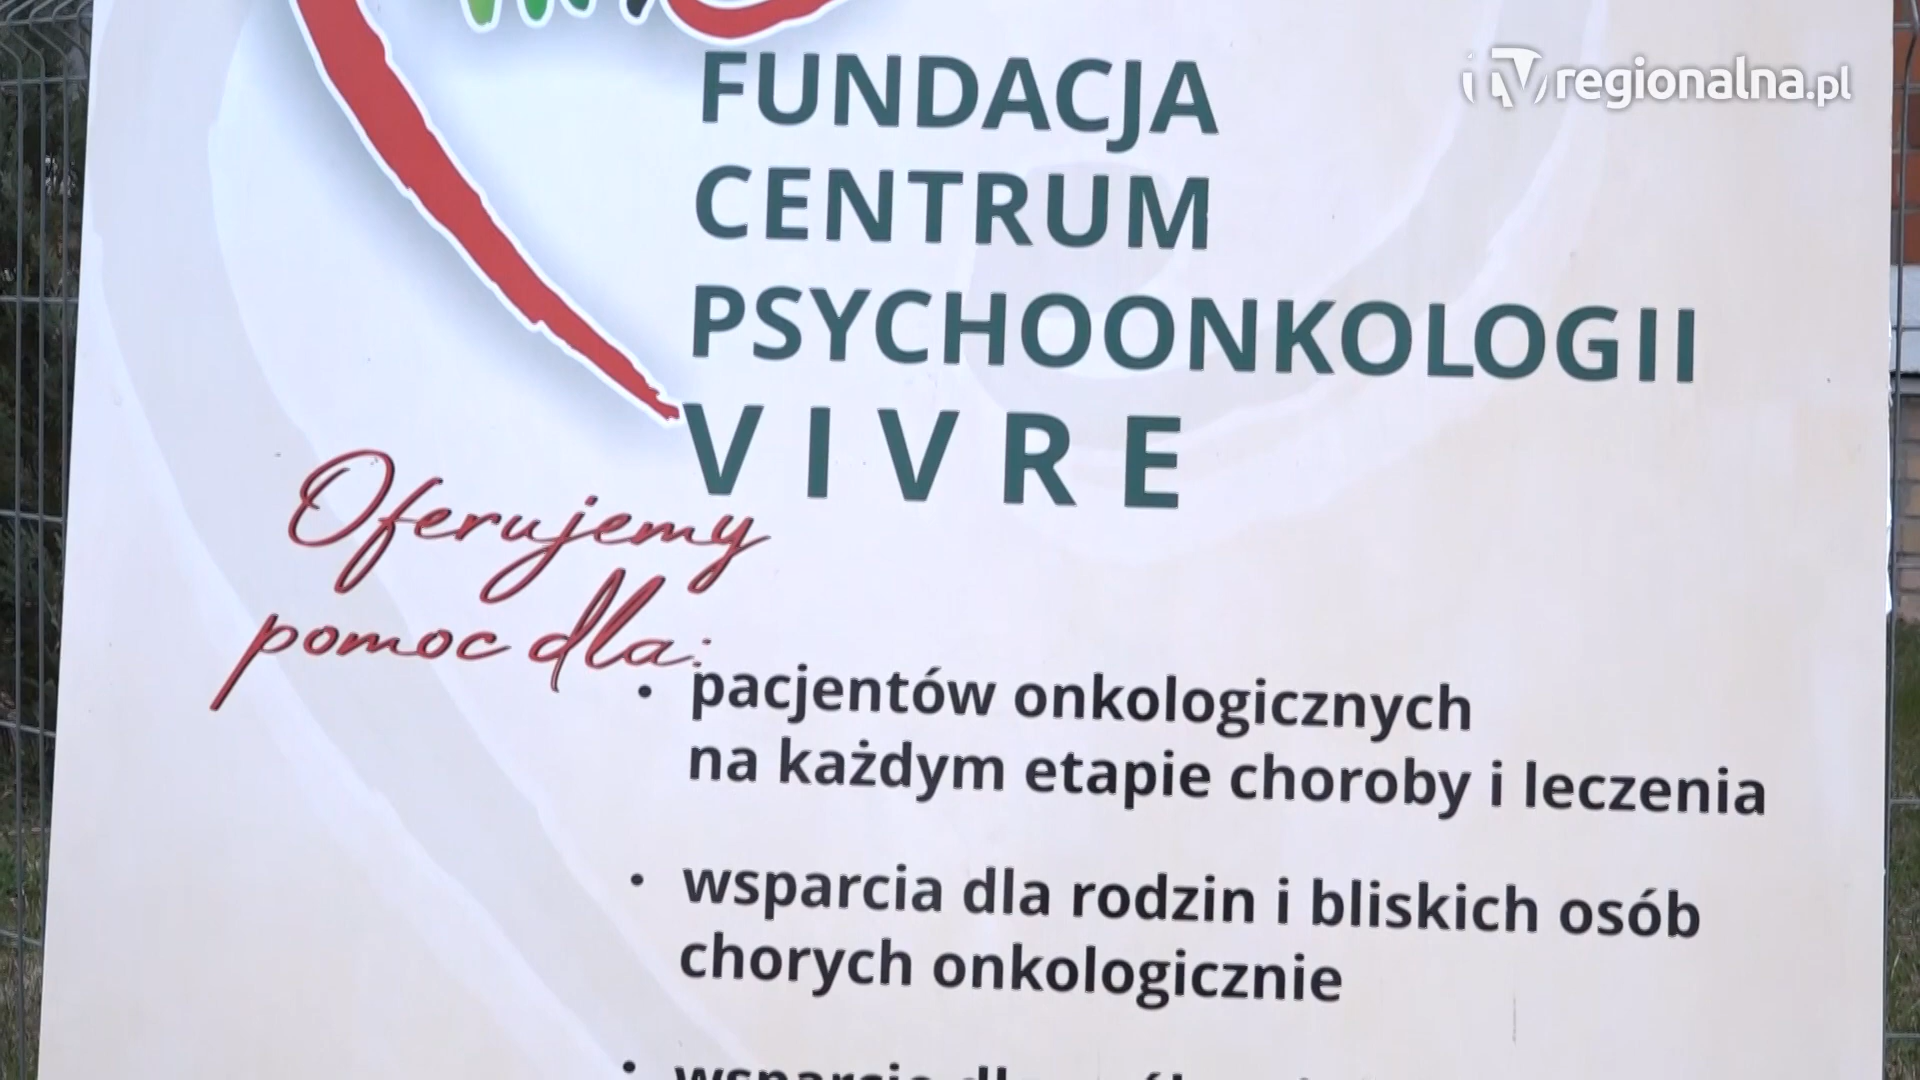 iTVregionalna.pl
FUNDACJA
CENTRUM
PSYCHOONKOLOGII
VIVRE
Oferujemy
pomoc dla:
• pacjentów onkologicznych
na każdym etapie choroby i leczenia
• wsparcia dla rodzin i bliskich osób
chorych onkologicznie